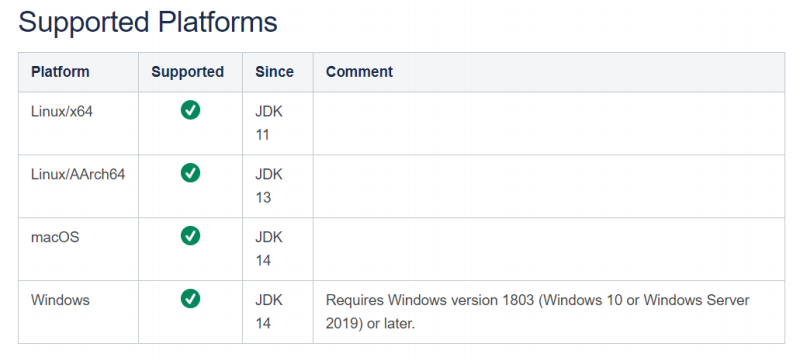 Supported Platforms
Platform Supported Since Comment
Linux/x64 JDK
11
Linux/AArch64 JDK
13
macOS JDK
14
Windows JDK Requires Windows version 1803 (Windows 10 or Windows Server
14 2019) or later.